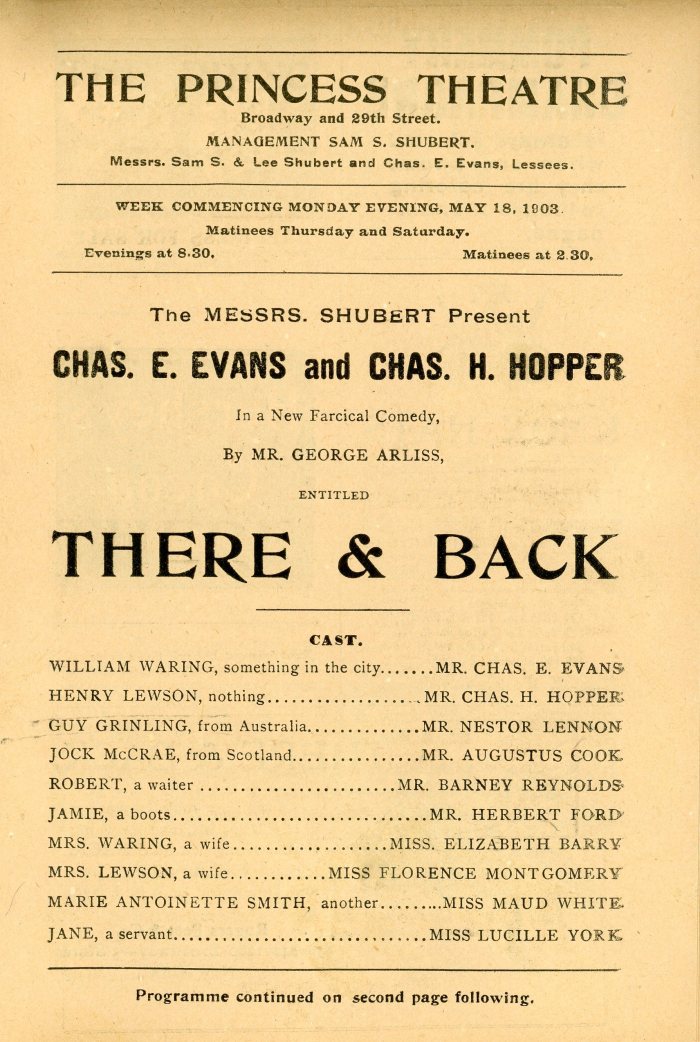 THE PRINCESS THEATRE
Broadway and 29th Street.
MANAGEMENT SAM S. SHUBERT.
Messrs. Sam S. & Lee Shubert and Chas. E. Evans, Lessees.
WEEK COMMENCING MONDAY EVENING, MAY 18, 1903.
Matinees Thursday and Saturday.
Evenings at 8.30. Matinees at 2.30.
The MESSRS. SHUBERT Present
CHAS. E. EVANS and CHAS. H. HOPPER
In a New Farcical Comedy,
By MR. GEORGE ARLISS,
ENTITLED
THERE & BACK
CAST.
WILLIAM WARING, something in the city.......MR. CHAS. E. EVANS
HENRY LEWSON, nothing...................MR. CHAS. H. HOPPER
GUY GRINLING, from Australia..............MR. NESTOR LENNON
JOCK McCRAE, from Scotland...............MR. AUGUSTUS COOK
ROBERT, a waiter ........................MR. BARNEY REYNOLDS
JAMIE, a boots...............................MR. HERBERT FORD
MRS. WARING, a wife...................MISS. ELIZABETH BARRY
MRS. LEWSON, a wife............MISS FLORENCE MONTGOMERY
MARIE ANTOINETTE SMITH, another.........MISS MAUD WHITE
JANE, a servant...............................MISS LUCILLE YORK
Programme continued on second page following.